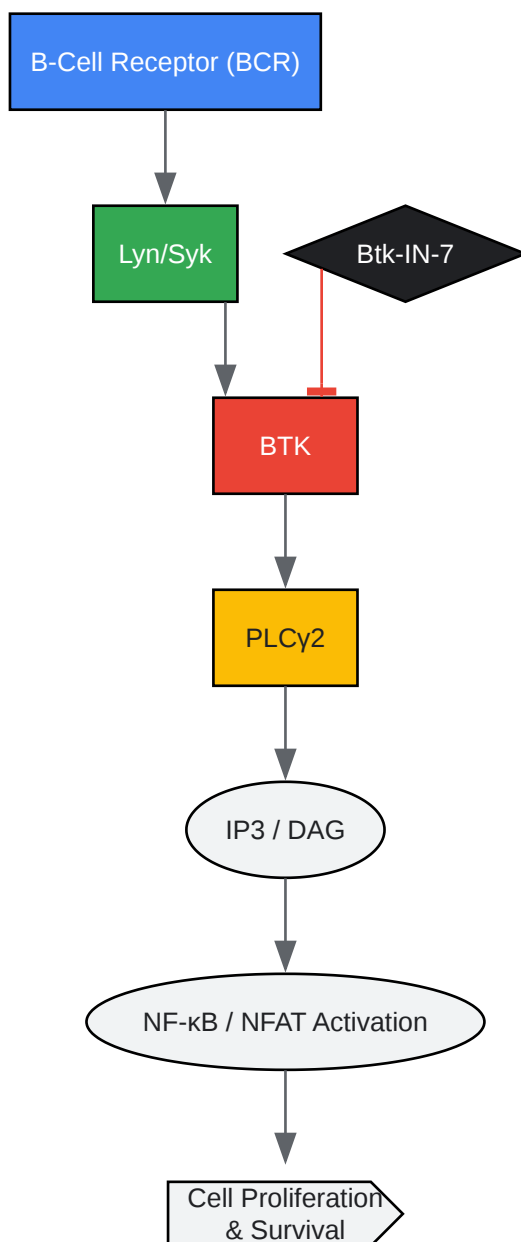 B-Cell Receptor (BCR)
Lyn/Syk
Btk-IN-7
BTK
PLCγ2
IP3 / DAG
NF-κB / NFAT Activation
Cell Proliferation
& Survival